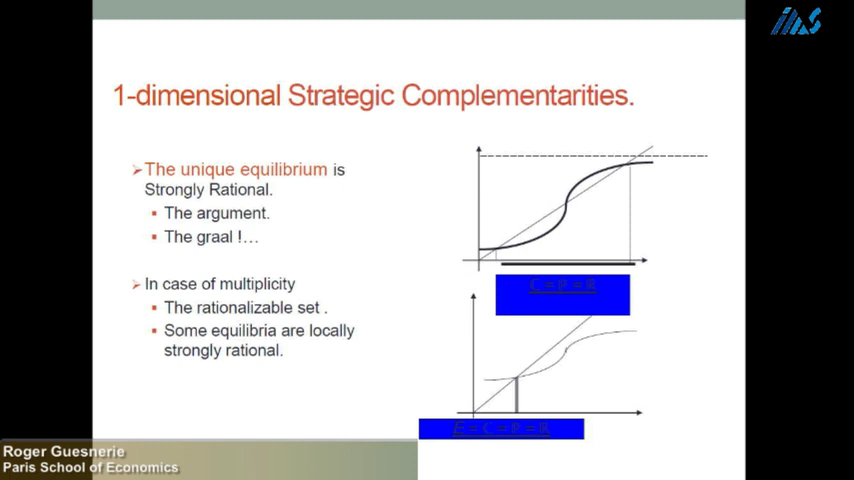 IAS
1-dimensional Strategic Complementarities.
The unique equilibrium is
Strongly Rational.
The argument.
The graal !...
In case of multiplicity
The rationalizable set .
Some equilibria are locally
strongly rational.
C = P = R
E = C = P = R
Roger Guesnerie
Paris School of Economics